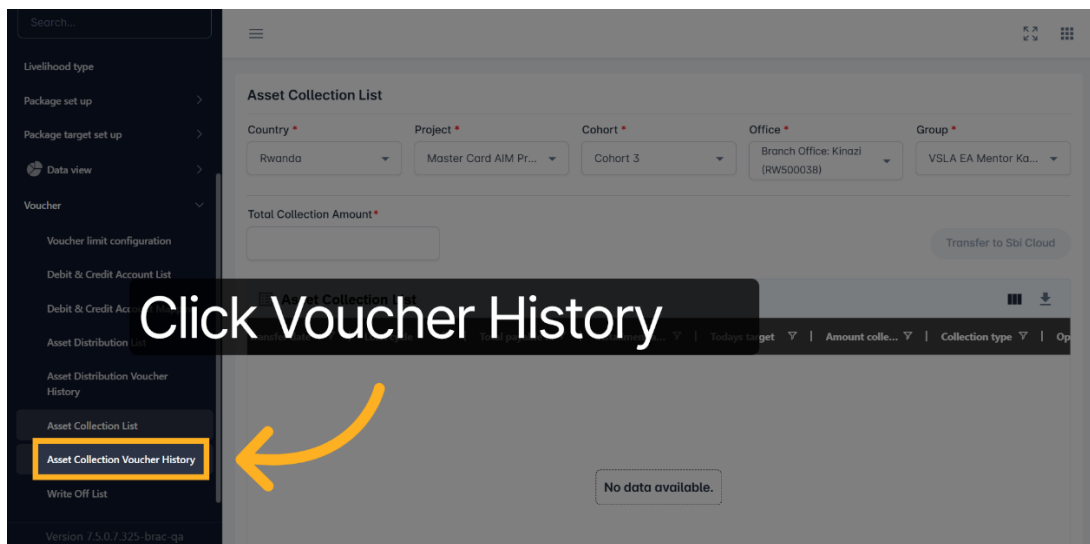 Search...
Livelihood type
Package set up
Package target set up
Data view
Voucher
Voucher limit configuration
Debit & Credit Account List
Debit & Credit Acc
Asset Distribution
Asset Distribution Voucher
History
Asset Collection List
Asset Collection Voucher History
Write Off List
Version 7.5.0.7.325-brac-qa
Asset Collection List
Country *
Project *
Cohort *
Office *
Group *
Rwanda
Master Card AIM Pr...
Cohort 3
Branch Office: Kinazi
(RW500038)
VSLA EA Mentor Ka...
Total Collection Amount*
Transfer to Sbi Cloud
Asset Collection List
Click Voucher History
Todays target
Amount colle...
Collection type
Op
No data available.